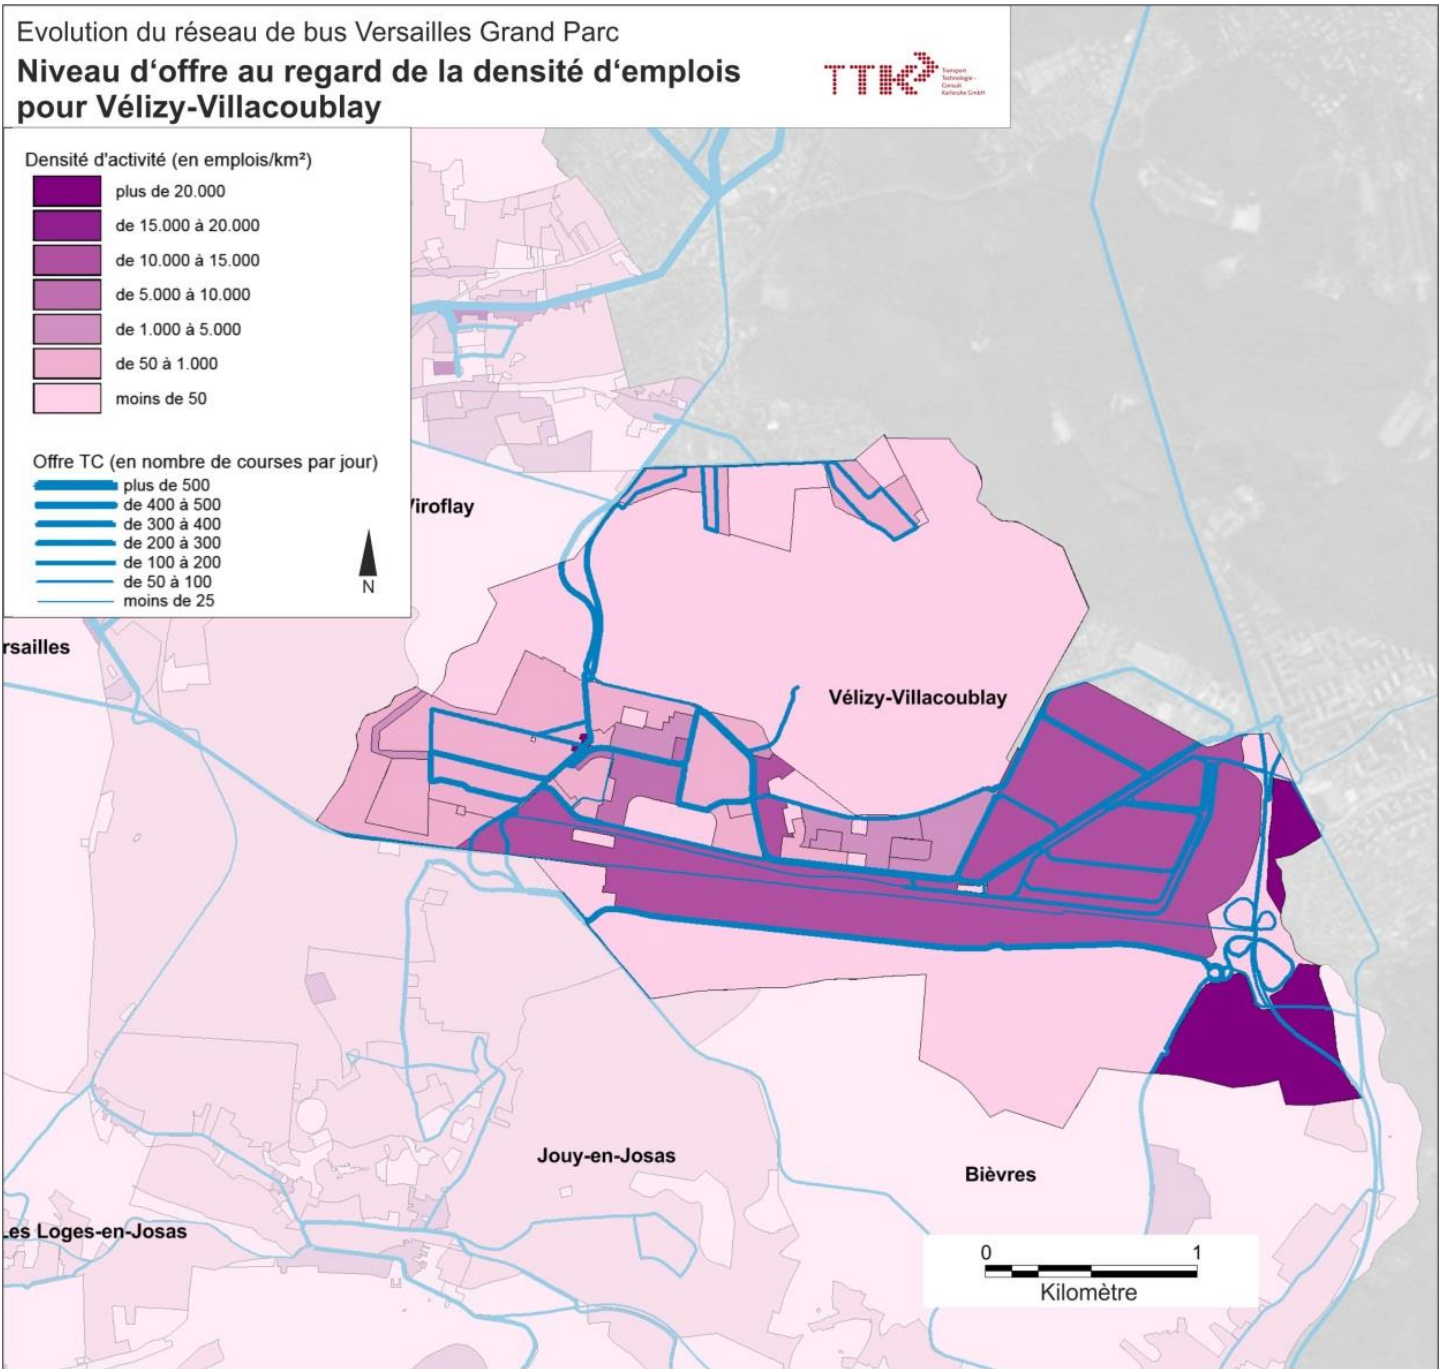 Evolution du réseau de bus Versailles Grand Parc
Niveau d‘offre au regard de la densité d‘emplois
pour Vélizy-Villacoublay
TTK
Transport
Technologie -
Consult
Karlsruhe GmbH
Densité d'activité (en emplois/km²)
plus de 20.000
de 15.000 à 20.000
de 10.000 à 15.000
de 5.000 à 10.000
de 1.000 à 5.000
de 50 à 1.000
moins de 50
Offre TC (en nombre de courses par jour)
plus de 500
de 400 à 500
de 300 à 400
de 200 à 300
de 100 à 200
de 50 à 100
moins de 25
N
Viroflay
rsailles
Vélizy-Villacoublay
Jouy-en-Josas
Bièvres
Les Loges-en-Josas
0 1
Kilomètre